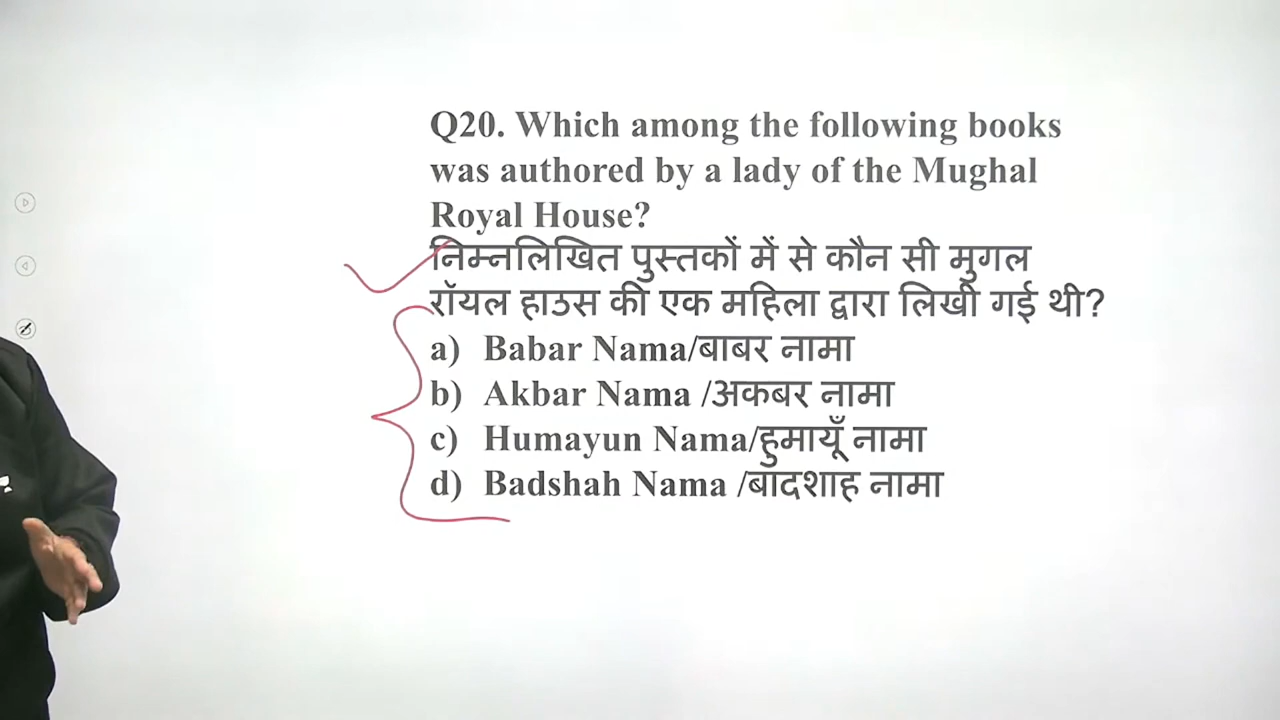 Q20. Which among the following books
was authored by a lady of the Mughal
Royal House?
निम्नलिखित पुस्तकों में से कौन सी मुगल
रॉयल हाउस की एक महिला द्वारा लिखी गई थी?
a) Babar Nama/बाबर नामा
b) Akbar Nama /अकबर नामा
c) Humayun Nama/हुमायूँ नामा
d) Badshah Nama /बादशाह नामा